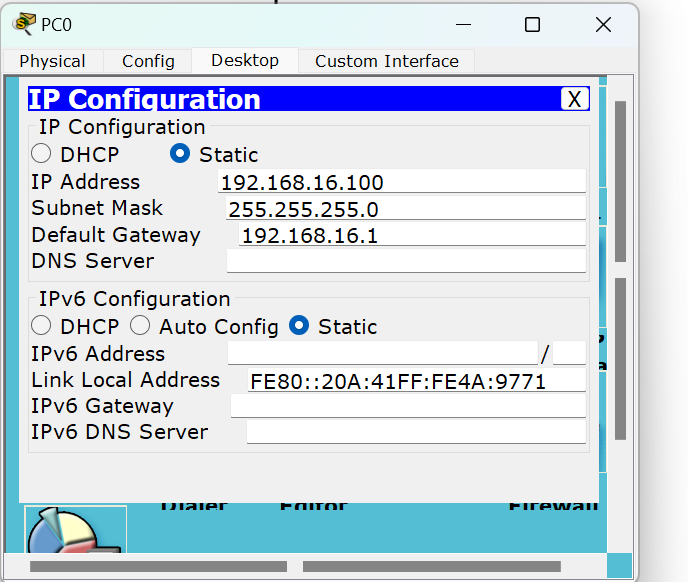 PC0
Physical Config Desktop Custom Interface
IP Configuration X
IP Configuration
DHCP Static
IP Address 192.168.16.100
Subnet Mask 255.255.255.0
Default Gateway 192.168.16.1
DNS Server
IPv6 Configuration
DHCP Auto Config Static
IPv6 Address /
Link Local Address FE80::20A:41FF:FE4A:9771
IPv6 Gateway
IPv6 DNS Server
Dialer Editor Firewall